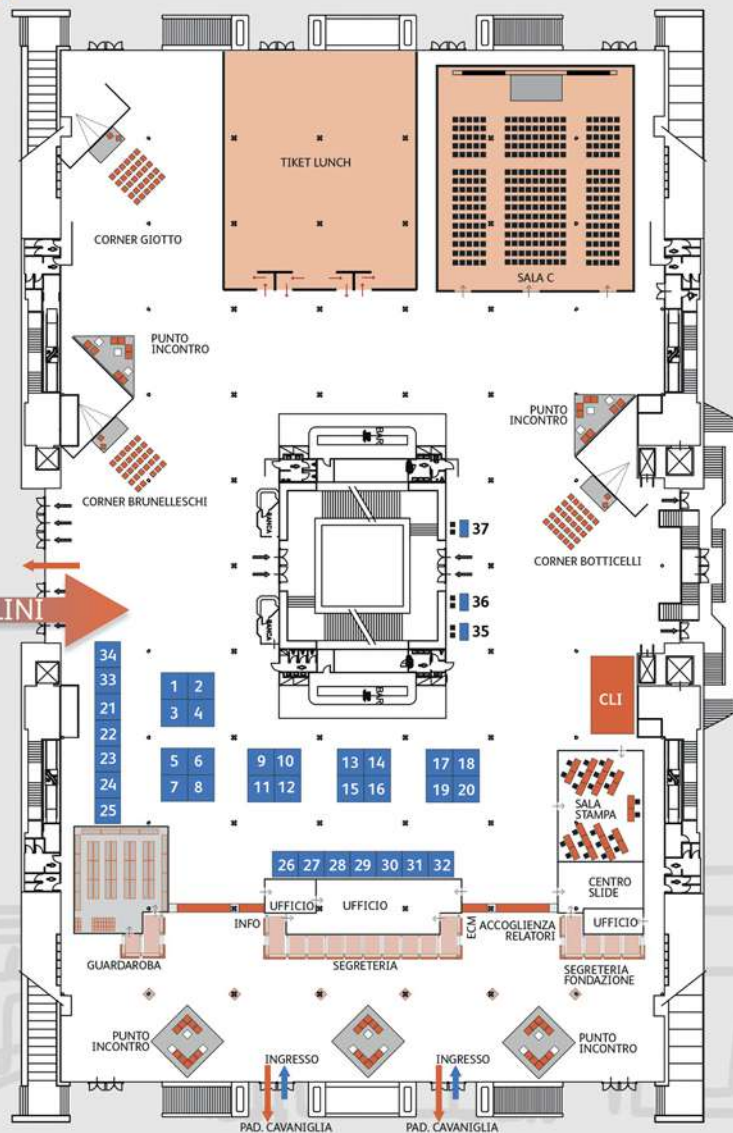 TIKET LUNCH
SALA C
CORNER GIOTTO
PUNTO
INCONTRO
PUNTO
INCONTRO
BAR
CORNER BRUNELLESCHI
BANCA
37
CORNER BOTTICELLI
LINI
36
BANCA
35
34
33
1 2
BAR
CLI
21
3 4
22
23
5 6
9 10
13 14
17 18
24
7 8
11 12
15 16
19 20
25
SALA
STAMPA
26 27 28 29 30 31 32
CENTRO
SLIDE
UFFICIO
UFFICIO
INFO
ECM
ACCOGLIENZA
RELATORI
UFFICIO
GUARDAROBA
SEGRETERIA
SEGRETERIA
FONDAZIONE
PUNTO
INCONTRO
PUNTO
INCONTRO
INGRESSO
INGRESSO
PAD. CAVANIGLIA
PAD. CAVANIGLIA